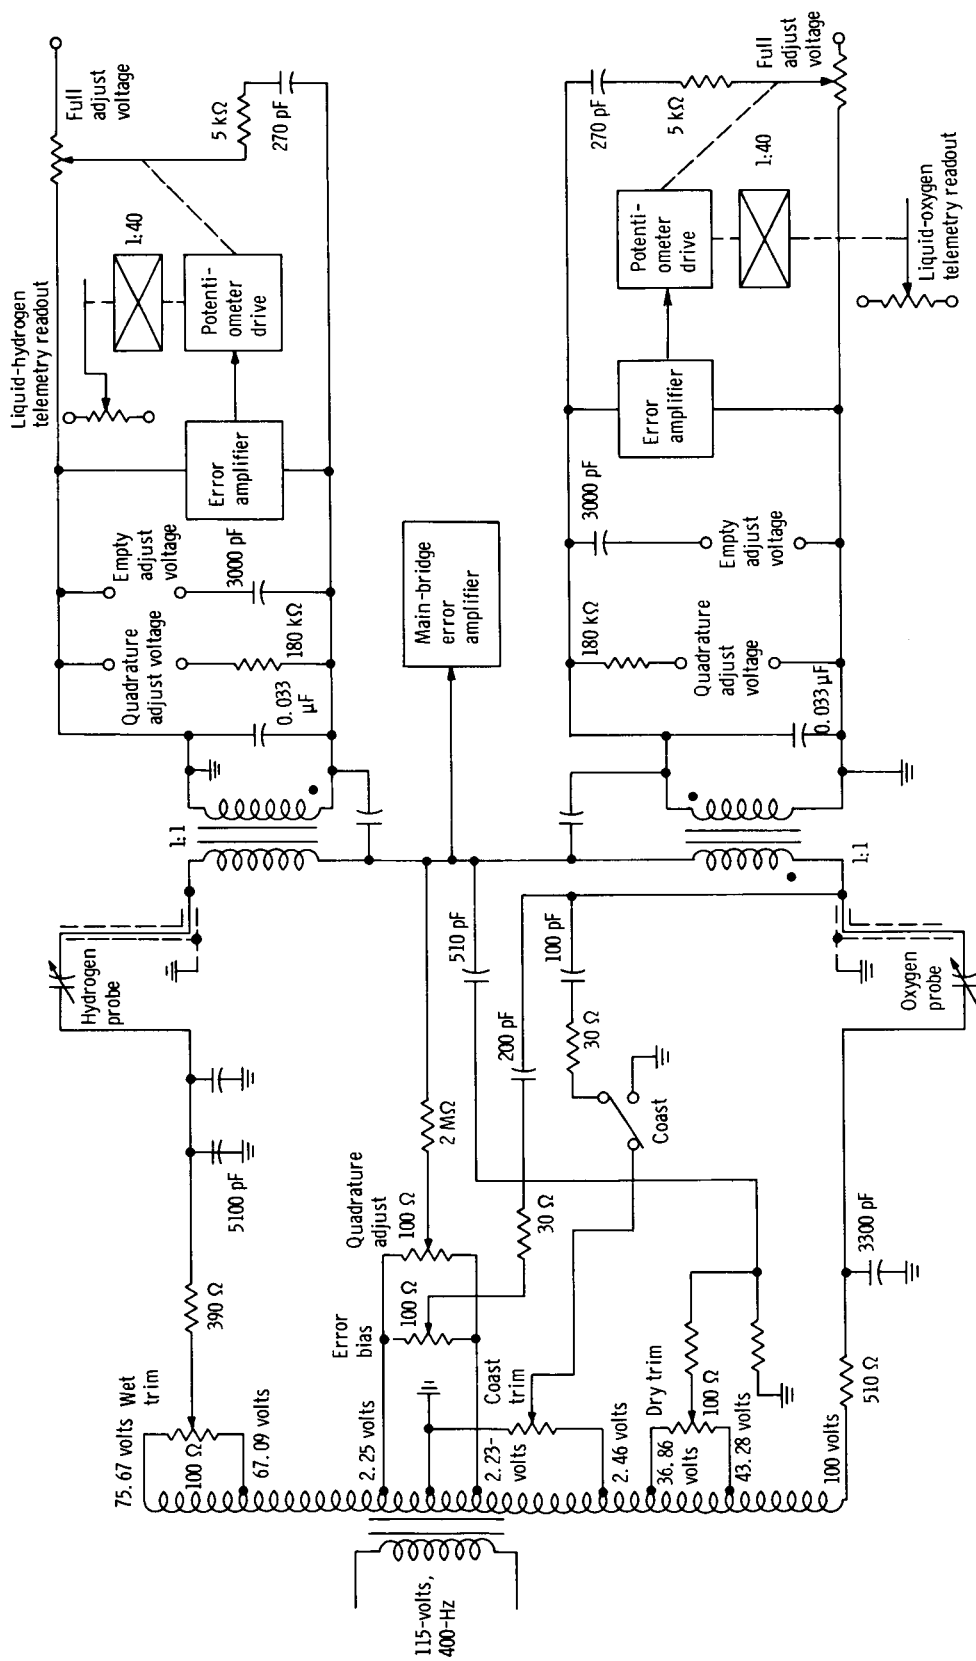 Full
adjust
voltage
5 kΩ
270 pF
Liquid-hydrogen
telemetry readout
1:40
Potenti-
ometer
drive
Error
amplifier
Empty
adjust
voltage
3000 pF
Quadrature
adjust voltage
180 kΩ
0.033
μF
1:1
Hydrogen
probe
5100 pF
390 Ω
Wet
trim
75.67 volts
100 Ω
67.09 volts
Main-bridge
error
amplifier
510 pF
100 pF
200 pF
30 Ω
2 MΩ
Coast
Quadrature
adjust
100 Ω
30 Ω
Error
bias
100 Ω
2.25 volts
Coast
trim
2.23-
volts
2.46 volts
Dry trim
100 Ω
36.86
volts
43.28 volts
100 volts
115-volts,
400-Hz
Full
adjust
voltage
270 pF
5 kΩ
1:40
Potenti-
ometer
drive
Liquid-oxygen
telemetry readout
Error
amplifier
3000 pF
Empty
adjust
voltage
180 kΩ
Quadrature
adjust
voltage
0.033 μF
1:1
Oxygen
probe
3300 pF
510 Ω